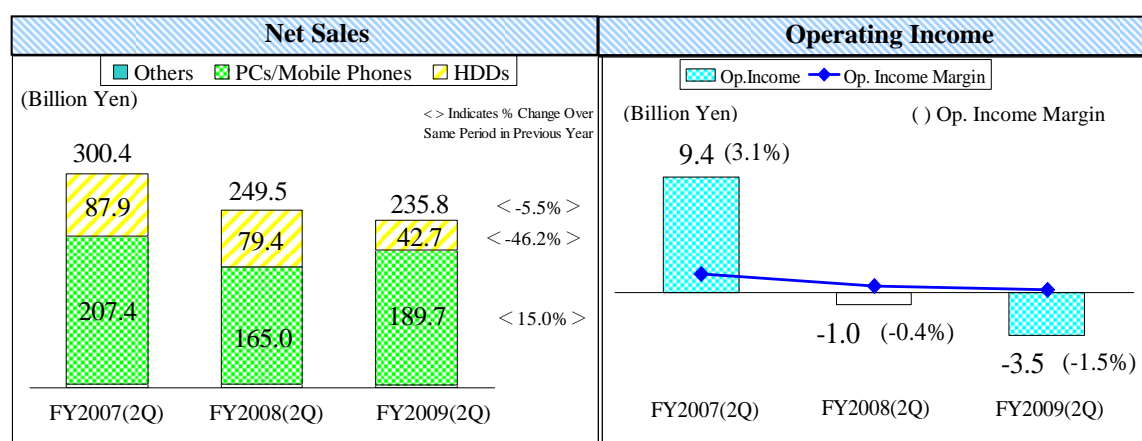 Net Sales
Others PCs/Mobile Phones HDDs
(Billion Yen)
< > Indicates % Change Over
Same Period in Previous Year
300.4
249.5
235.8
< -5.5% >
87.9
79.4
42.7
< -46.2% >
207.4
165.0
189.7
< 15.0% >
FY2007(2Q) FY2008(2Q) FY2009(2Q)
Operating Income
Op.Income Op. Income Margin
(Billion Yen)
( ) Op. Income Margin
9.4 (3.1%)
-1.0 (-0.4%)
-3.5 (-1.5%)
FY2007(2Q) FY2008(2Q) FY2009(2Q)